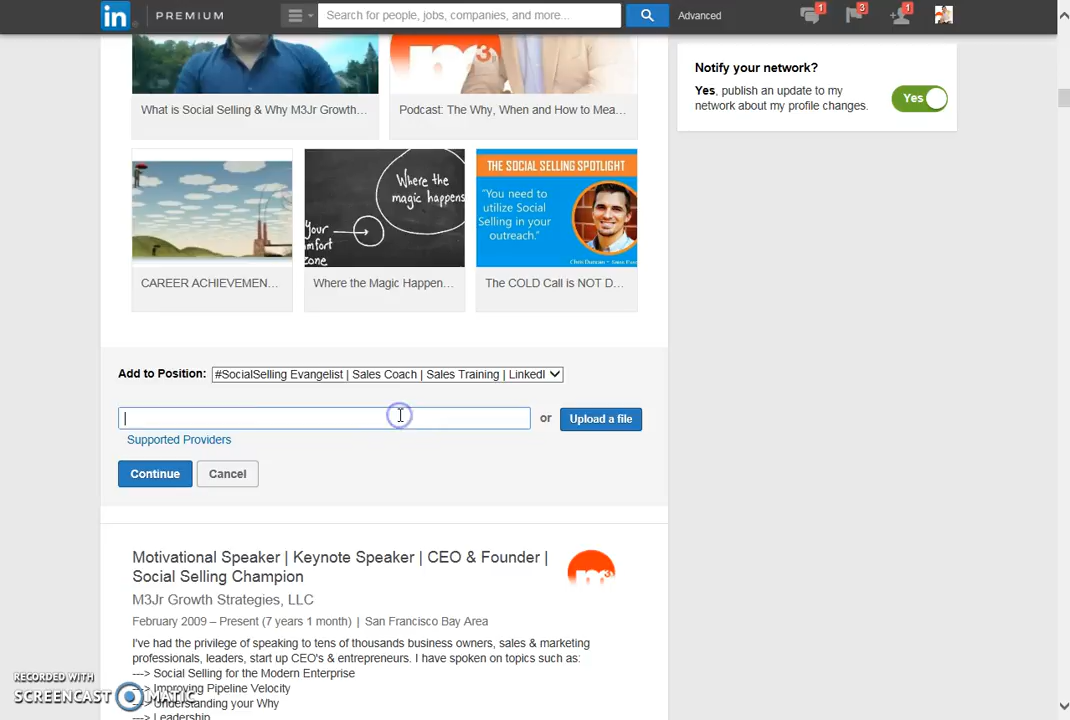 in PREMIUM Search for people, jobs, companies, and more... Advanced 1 3 1
m3
What is Social Selling & Why M3Jr Growth...
Podcast: The Why, When and How to Mea...
Where the
magic happens
your
comfort
zone
THE SOCIAL SELLING SPOTLIGHT
"You need to
utilize Social
Selling in your
outreach."
CAREER ACHIEVEMEN...
Where the Magic Happen...
The COLD Call is NOT D...
Notify your network?
Yes, publish an update to my
network about my profile changes.
Yes
Add to Position: #SocialSelling Evangelist | Sales Coach | Sales Training | LinkedI
or Upload a file
Supported Providers
Continue Cancel
Motivational Speaker | Keynote Speaker | CEO & Founder |
Social Selling Champion
m3
M3Jr Growth Strategies, LLC
February 2009 – Present (7 years 1 month) | San Francisco Bay Area
I've had the privilege of speaking to tens of thousands business owners, sales & marketing
professionals, leaders, start up CEO's & entrepreneurs. I have spoken on topics such as:
---> Social Selling for the Modern Enterprise
---> Improving Pipeline Velocity
---> Understanding your Why
---> Leadership
RECORDED WITH
SCREENCAST MATIC